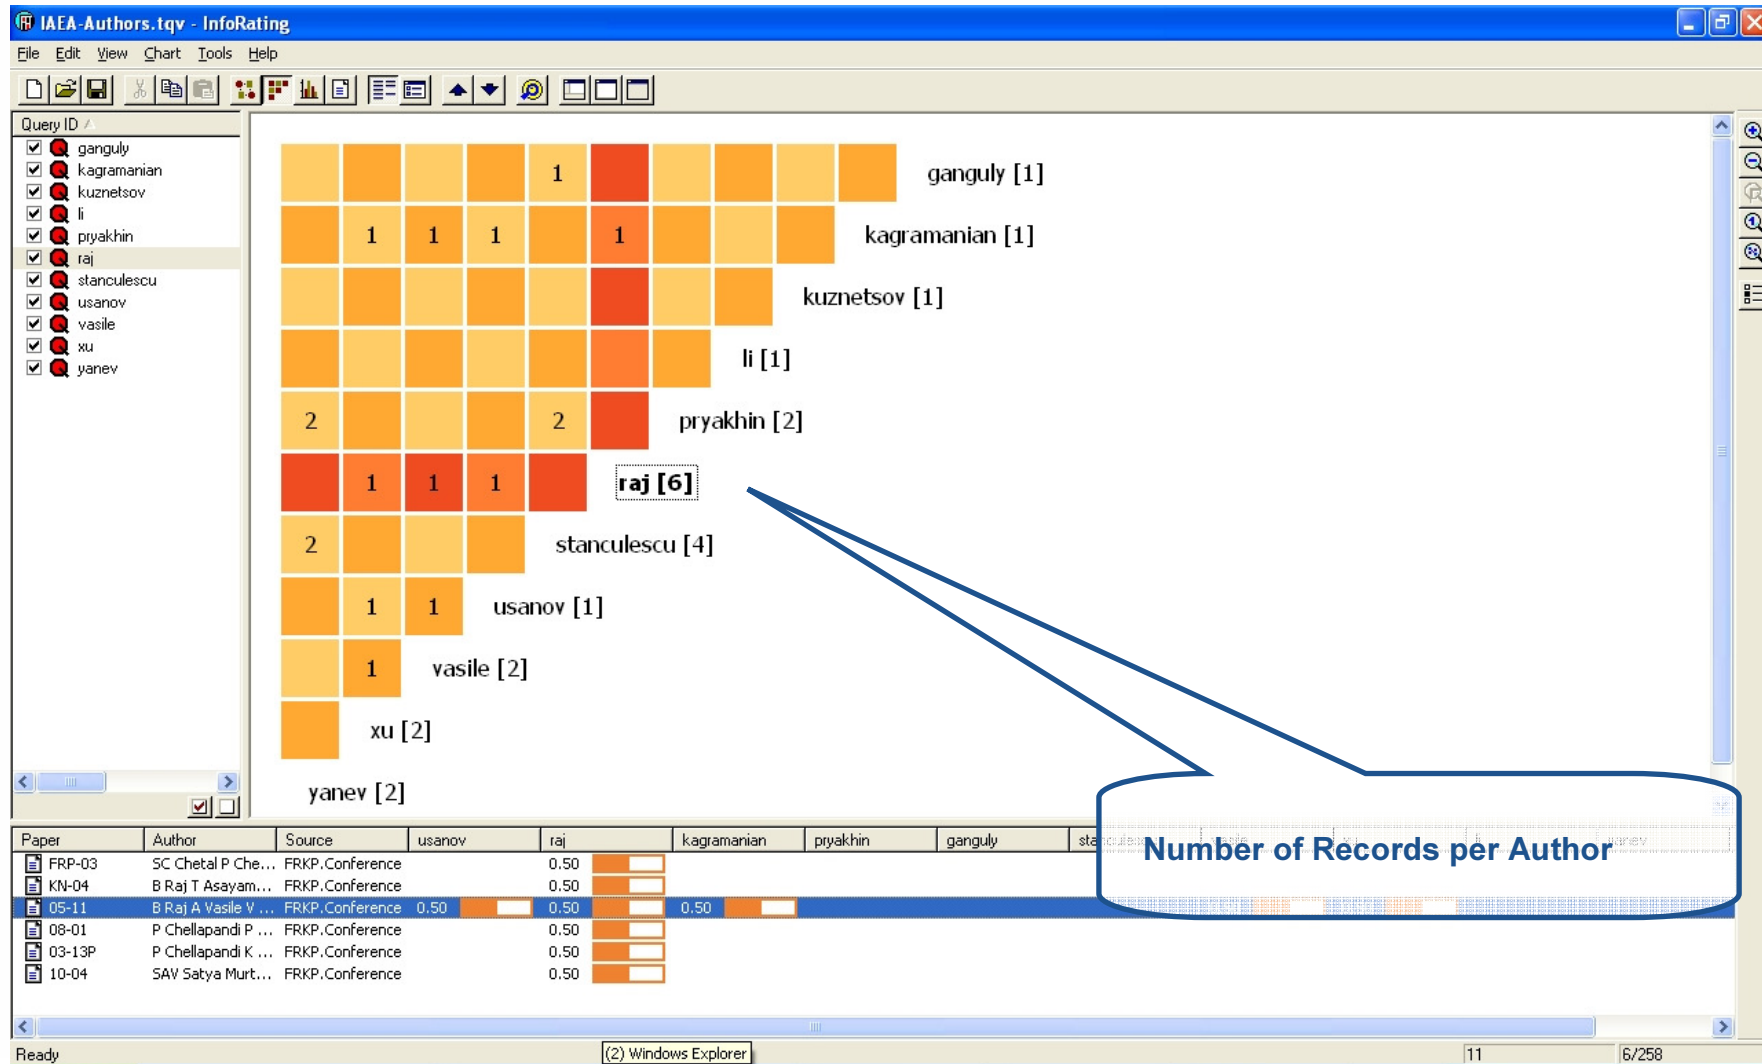 IAEA-Authors.tqv - InfoRating
File Edit View Chart Tools Help
Query ID
ganguly
kagramanian
kuznetsov
li
pryakhin
raj
stanculescu
usanov
vasile
xu
yanev
1 ganguly [1]
1 1 1 1 kagramanian [1]
kuznetsov [1]
li [1]
2 2 pryakhin [2]
1 1 1 raj [6]
2 stanculescu [4]
1 1 usanov [1]
1 vasile [2]
xu [2]
yanev [2]
Number of Records per Author
Paper Author Source usanov raj kagramanian pryakhin ganguly
FRP-03 SC Chetal P Che... FRKP.Conference 0.50
KN-04 B Raj T Asayam... FRKP.Conference 0.50
05-11 B Raj A Vasile V ... FRKP.Conference 0.50 0.50 0.50
08-01 P Chellapandi P ... FRKP.Conference 0.50
03-13P P Chellapandi K ... FRKP.Conference 0.50
10-04 SAV Satya Murt... FRKP.Conference 0.50
Ready (2) Windows Explorer 11 6/258